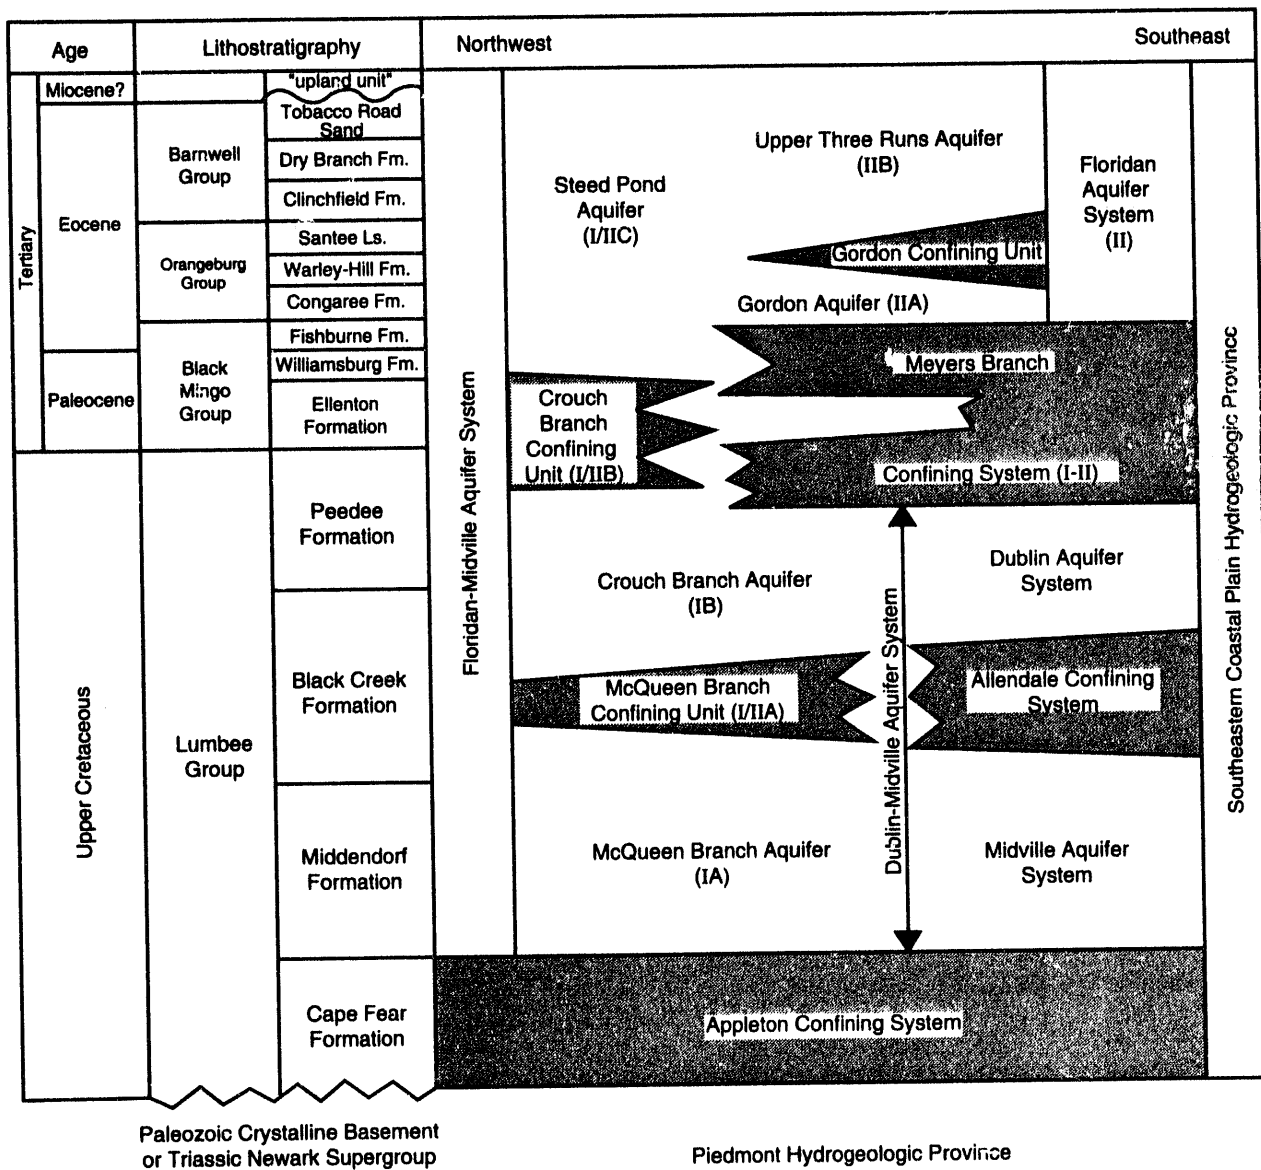 Age
Lithostratigraphy
Northwest
Southeast
Tertiary
Miocene?
Eocene
Paleocene
Upper Cretaceous
Barnwell
Group
Orangeburg
Group
Black
Mingo
Group
Lumbee
Group
"upland unit"
Tobacco Road
Sand
Dry Branch Fm.
Clinchfield Fm.
Santee Ls.
Warley-Hill Fm.
Congaree Fm.
Fishburne Fm.
Williamsburg Fm.
Ellenton
Formation
Peedee
Formation
Black Creek
Formation
Middendorf
Formation
Cape Fear
Formation
Floridan-Midville Aquifer System
Steed Pond
Aquifer
(I/IIC)
Upper Three Runs Aquifer
(IIB)
Gordon Confining Unit
Gordon Aquifer (IIA)
Floridan
Aquifer
System
(II)
Meyers Branch
Confining System (I-II)
Crouch
Branch
Confining
Unit (I/IIB)
Crouch Branch Aquifer
(IB)
Dublin Aquifer
System
McQueen Branch
Confining Unit (I/IIA)
Allendale Confining
System
Dublin-Midville Aquifer System
McQueen Branch Aquifer
(IA)
Midville Aquifer
System
Appleton Confining System
Southeastern Coastal Plain Hydrogeologic Province
Paleozoic Crystalline Basement
or Triassic Newark Supergroup
Piedmont Hydrogeologic Province